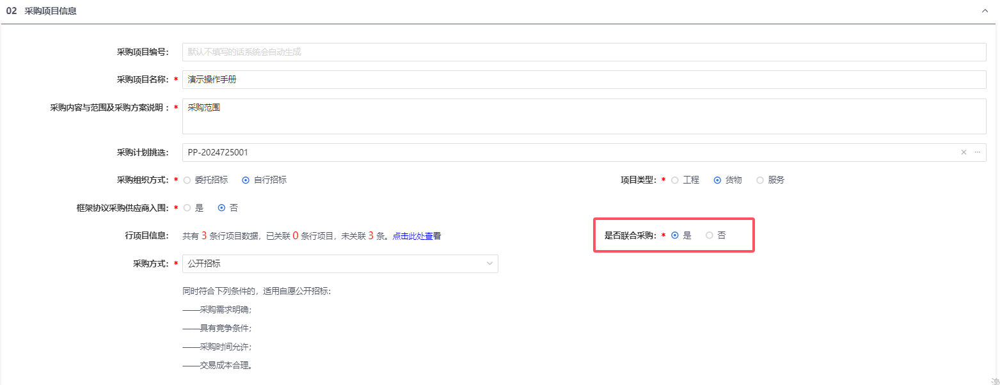 02 采购项目信息
采购项目编号: 默认不填写的话系统会自动生成
采购项目名称: * 演示操作手册
采购内容与范围及采购方案说明: * 采购范围
采购计划挑选: PP-2024725001
采购组织方式: * 委托招标 自行招标 项目类型: * 工程 货物 服务
框架协议采购供应商入围: * 是 否
行项目信息: 共有 3 条行项目数据，已关联 0 条行项目，未关联 3 条。点击此处查看 是否联合采购: * 是 否
采购方式: * 公开招标
同时符合下列条件的，适用自愿公开招标:
——采购需求明确;
——具有竞争条件;
——采购时间允许;
——交易成本合理。